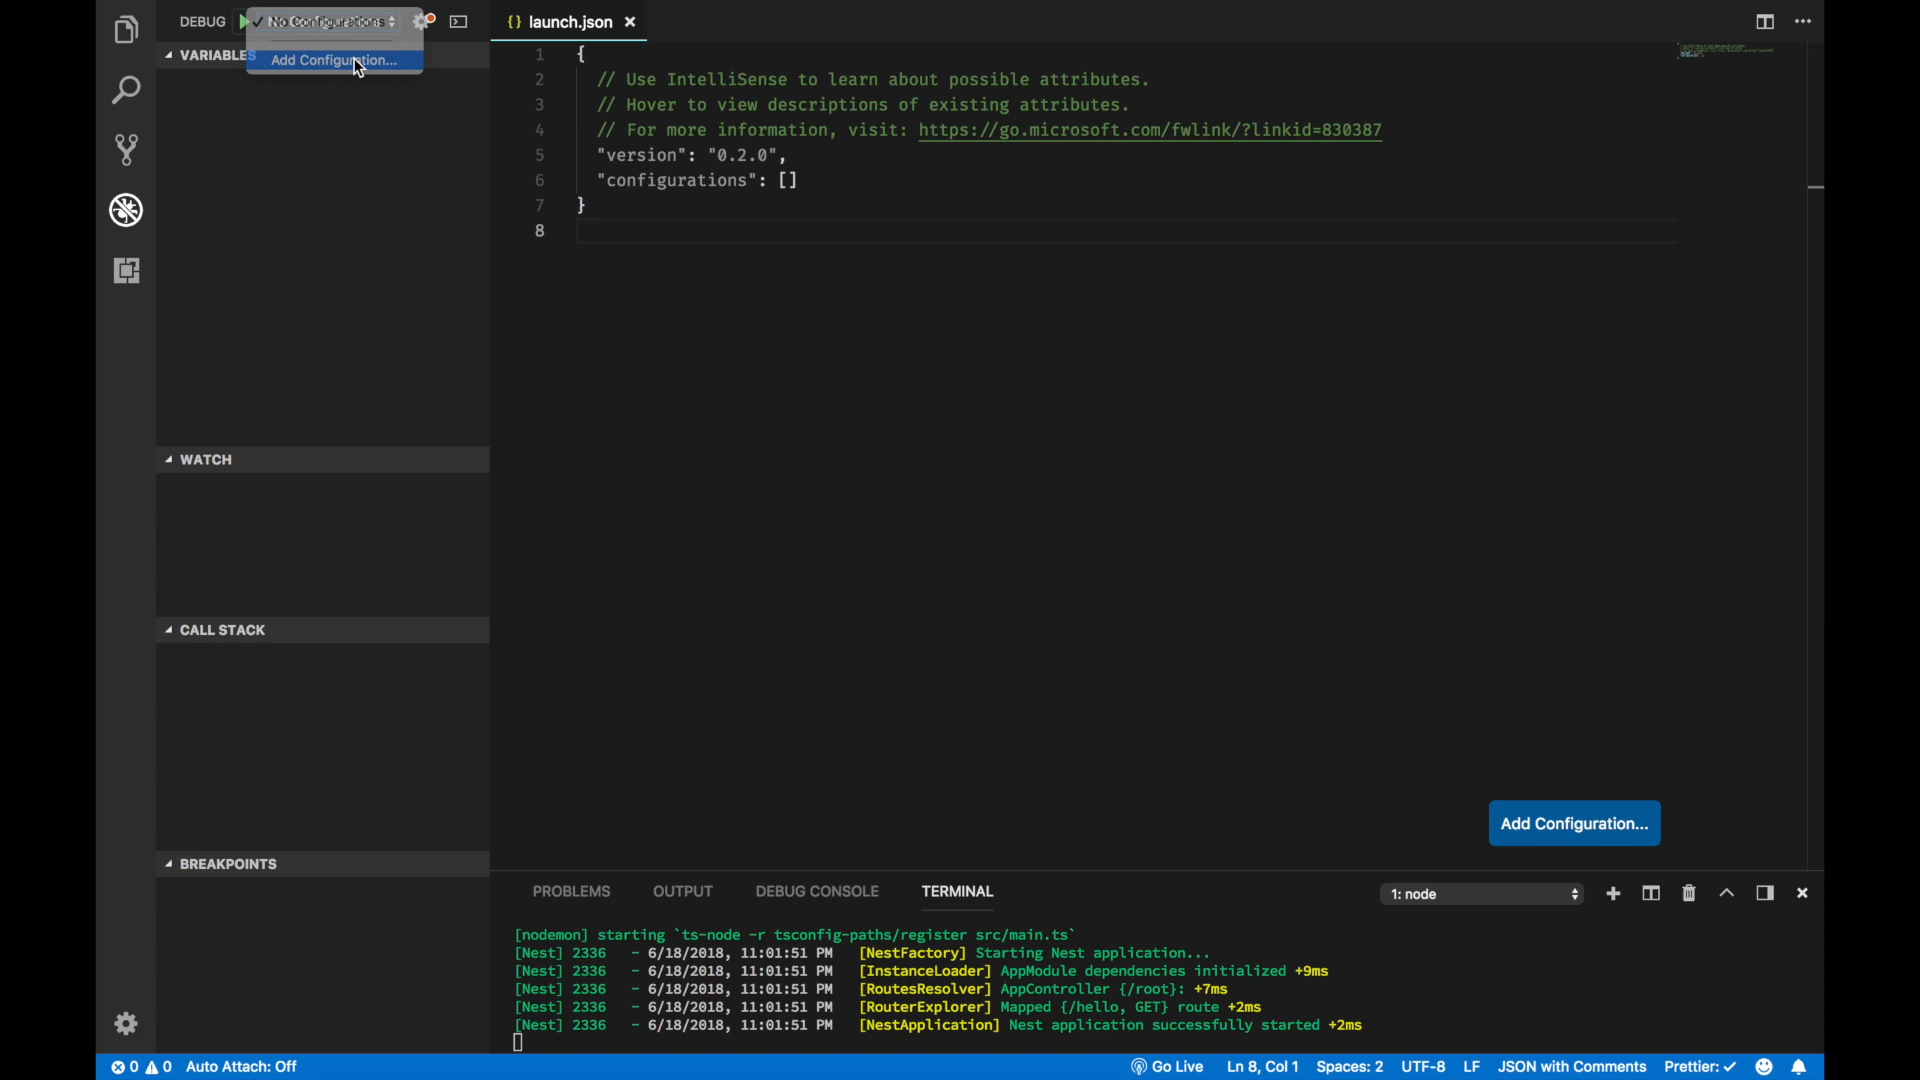 DEBUG
✓ No Configurations
Add Configuration...
VARIABLES
WATCH
CALL STACK
BREAKPOINTS
{} launch.json
1 {
2 // Use IntelliSense to learn about possible attributes.
3 // Hover to view descriptions of existing attributes.
4 // For more information, visit: https://go.microsoft.com/fwlink/?linkid=830387
5 "version": "0.2.0",
6 "configurations": []
7 }
8
Add Configuration...
PROBLEMS OUTPUT DEBUG CONSOLE TERMINAL 1: node
[nodemon] starting `ts-node -r tsconfig-paths/register src/main.ts`
[Nest] 2336 - 6/18/2018, 11:01:51 PM [NestFactory] Starting Nest application...
[Nest] 2336 - 6/18/2018, 11:01:51 PM [InstanceLoader] AppModule dependencies initialized +9ms
[Nest] 2336 - 6/18/2018, 11:01:51 PM [RoutesResolver] AppController {/root}: +7ms
[Nest] 2336 - 6/18/2018, 11:01:51 PM [RouterExplorer] Mapped {/hello, GET} route +2ms
[Nest] 2336 - 6/18/2018, 11:01:51 PM [NestApplication] Nest application successfully started +2ms
0 0 Auto Attach: Off Go Live Ln 8, Col 1 Spaces: 2 UTF-8 LF JSON with Comments Prettier: ✓